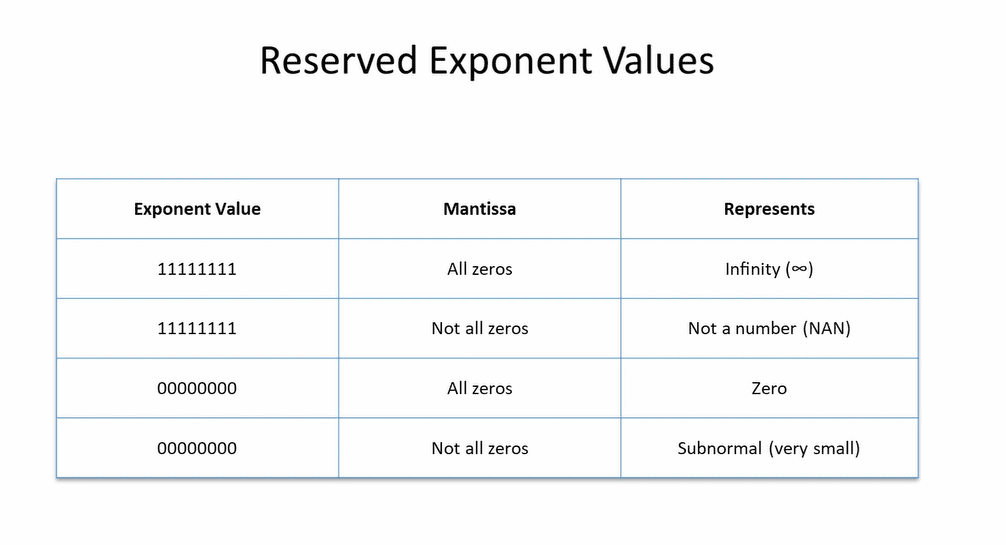 Reserved Exponent Values
Exponent Value Mantissa Represents
11111111 All zeros Infinity (∞)
11111111 Not all zeros Not a number (NAN)
00000000 All zeros Zero
00000000 Not all zeros Subnormal (very small)